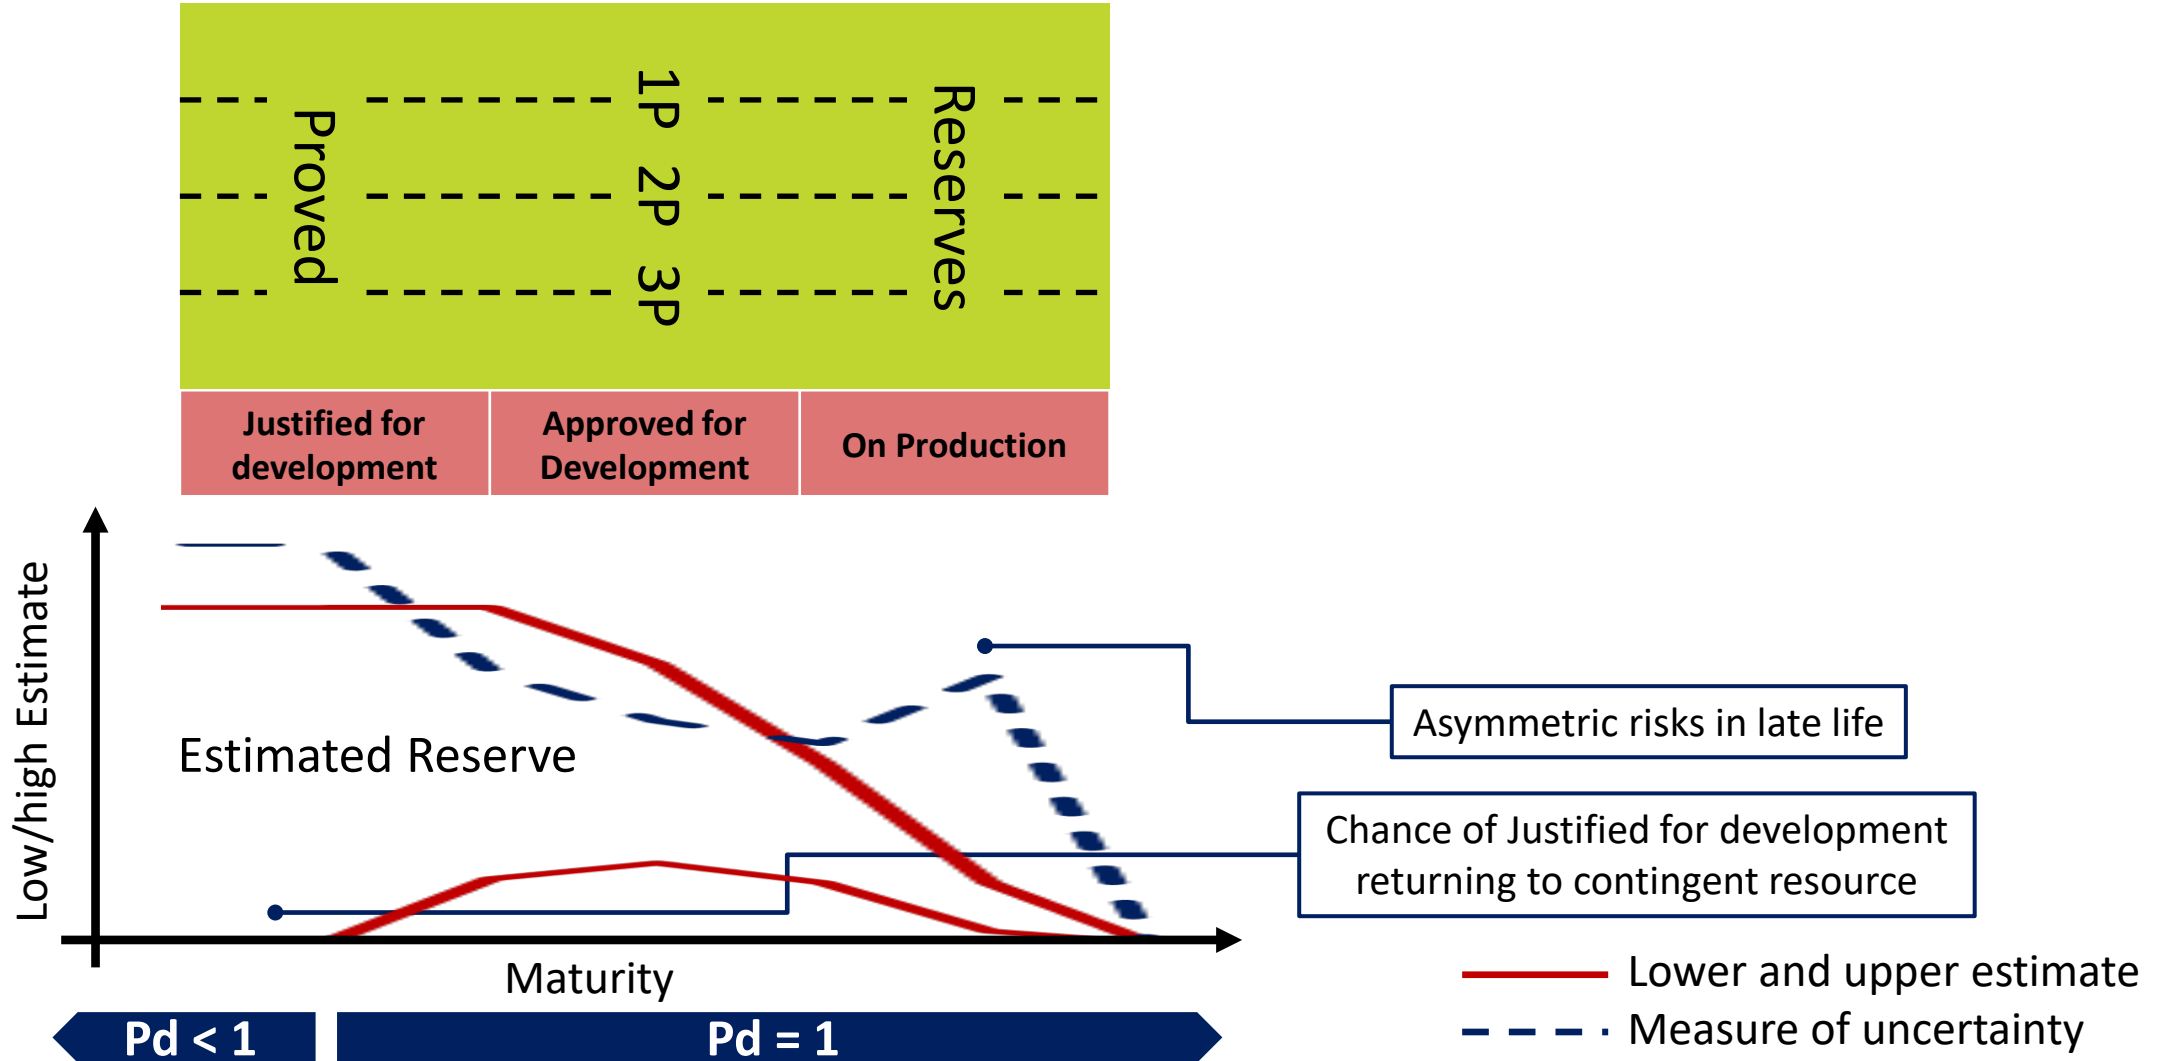 Proved
1P 2P 3P
Reserves
Justified for
development
Approved for
Development
On Production
Low/high Estimate
Estimated Reserve
Asymmetric risks in late life
Chance of Justified for development
returning to contingent resource
Maturity
Lower and upper estimate
Measure of uncertainty
Pd < 1
Pd = 1